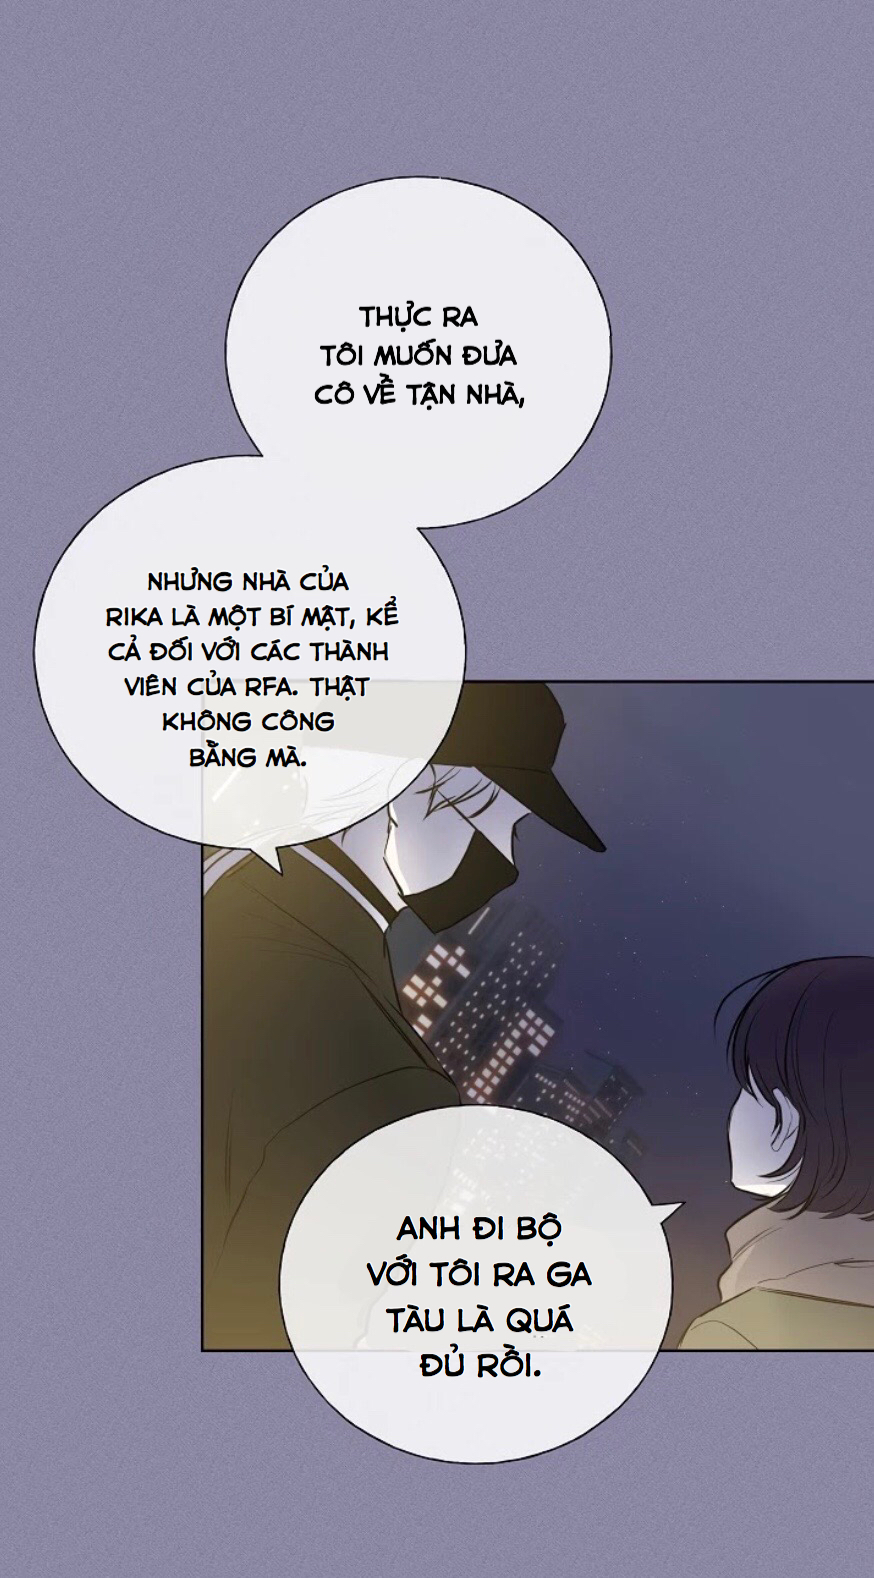 THỰC RA
TÔI MUỐN ĐƯA
CÔ VỀ TẬN NHÀ,
NHƯNG NHÀ CỦA
RIKA LÀ MỘT BÍ MẬT, KỂ
CẢ ĐỐI VỚI CÁC THÀNH
VIÊN CỦA RFA. THẬT
KHÔNG CÔNG
BẰNG MÀ.
ANH ĐI BỘ
VỚI TÔI RA GA
TÀU LÀ QUÁ
ĐỦ RỒI.